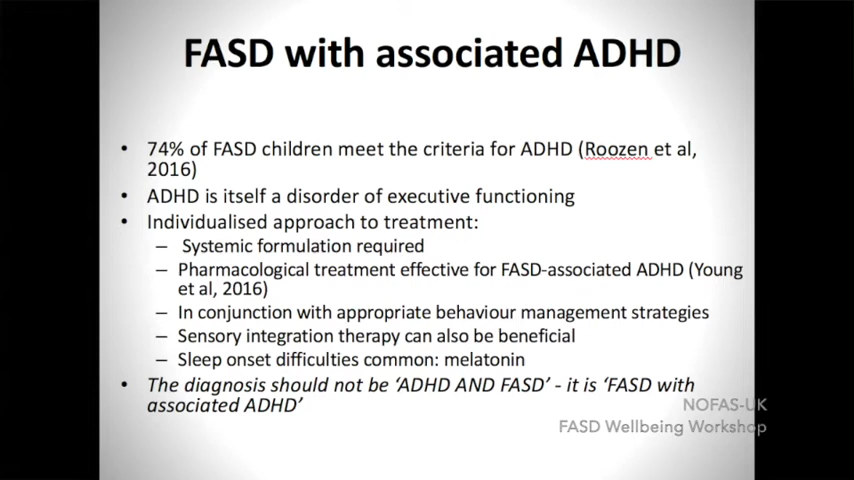 FASD with associated ADHD
• 74% of FASD children meet the criteria for ADHD (Roozen et al,
2016)
• ADHD is itself a disorder of executive functioning
• Individualised approach to treatment:
– Systemic formulation required
– Pharmacological treatment effective for FASD-associated ADHD (Young
et al, 2016)
– In conjunction with appropriate behaviour management strategies
– Sensory integration therapy can also be beneficial
– Sleep onset difficulties common: melatonin
• The diagnosis should not be ‘ADHD AND FASD’ - it is ‘FASD with
associated ADHD’
NOFAS-UK
FASD Wellbeing Workshop